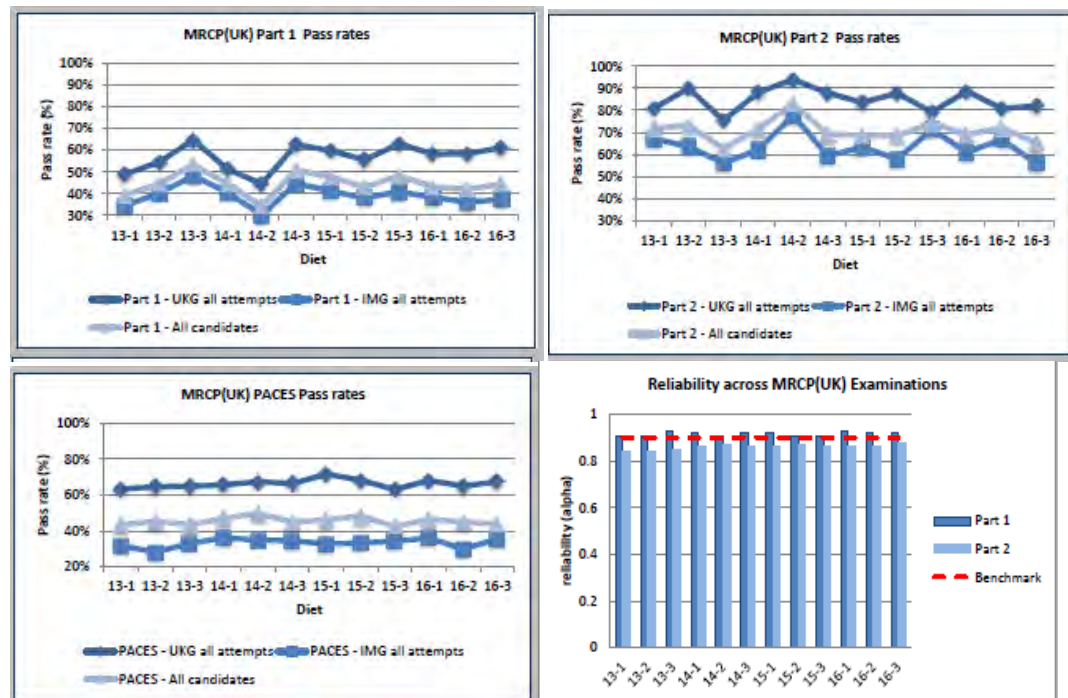 MRCP(UK) Part 1 Pass rates
100%
90%
80%
70%
60%
50%
40%
30%
Pass rate (%)
13-1 13-2 13-3 14-1 14-2 14-3 15-1 15-2 15-3 16-1 16-2 16-3
Diet
Part 1 - UKG all attempts Part 1 - IMG all attempts
Part 1 - All candidates
MRCP(UK) Part 2 Pass rates
100%
90%
80%
70%
60%
50%
40%
30%
Pass rate (%)
13-1 13-2 13-3 14-1 14-2 14-3 15-1 15-2 15-3 16-1 16-2 16-3
Diet
Part 2 - UKG all attempts Part 2 - IMG all attempts
Part 2 - All candidates
MRCP(UK) PACES Pass rates
100%
80%
60%
40%
20%
Pass rate (%)
13-1 13-2 13-3 14-1 14-2 14-3 15-1 15-2 15-3 16-1 16-2 16-3
Diet
PACES - UKG all attempts PACES - IMG all attempts
PACES - All candidates
Reliability across MRCP(UK) Examinations
1
0.8
0.6
0.4
0.2
0
reliability (alpha)
13-1 13-2 13-3 14-1 14-2 14-3 15-1 15-2 15-3 16-1 16-2 16-3
Part 1
Part 2
Benchmark